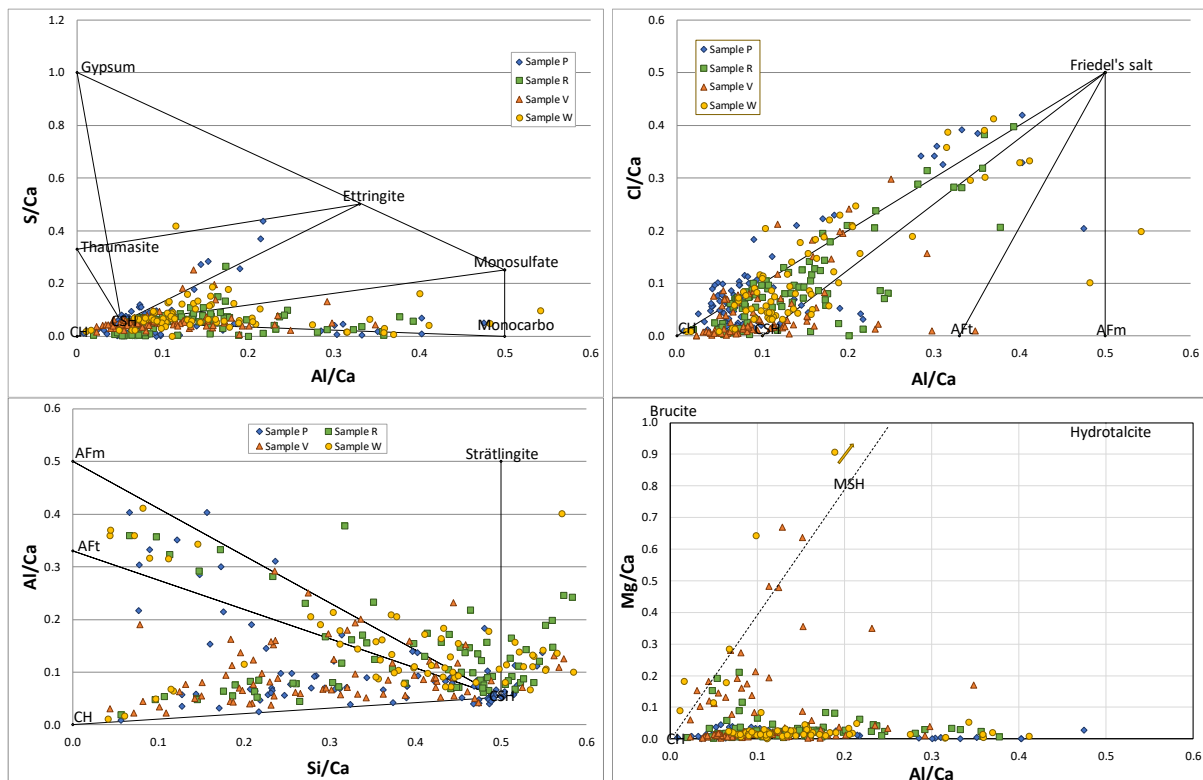 1.2
1.0
0.8
0.6
0.4
0.2
0.0
S/Ca
0.0 0.1 0.2 0.3 0.4 0.5 0.6
Al/Ca
Gypsum
Ettringite
Thaumasite
Monosulfate
CH
CSH
Monocarbo
Sample P
Sample R
Sample V
Sample W
0.6
0.5
0.4
0.3
0.2
0.1
0.0
Cl/Ca
0.0 0.1 0.2 0.3 0.4 0.5 0.6
Al/Ca
Sample P
Sample R
Sample V
Sample W
Friedel's salt
CH
CSH
AFt
AFm
0.6
0.5
0.4
0.3
0.2
0.1
0.0
Al/Ca
0.0 0.1 0.2 0.3 0.4 0.5 0.6
Si/Ca
Sample P Sample R
Sample V Sample W
AFm
Strätlingite
AFt
CH
CSH
Brucite
Hydrotalcite
MSH
CH
1.0
0.9
0.8
0.7
0.6
0.5
0.4
0.3
0.2
0.1
0.0
Mg/Ca
0.0 0.1 0.2 0.3 0.4 0.5 0.6
Al/Ca